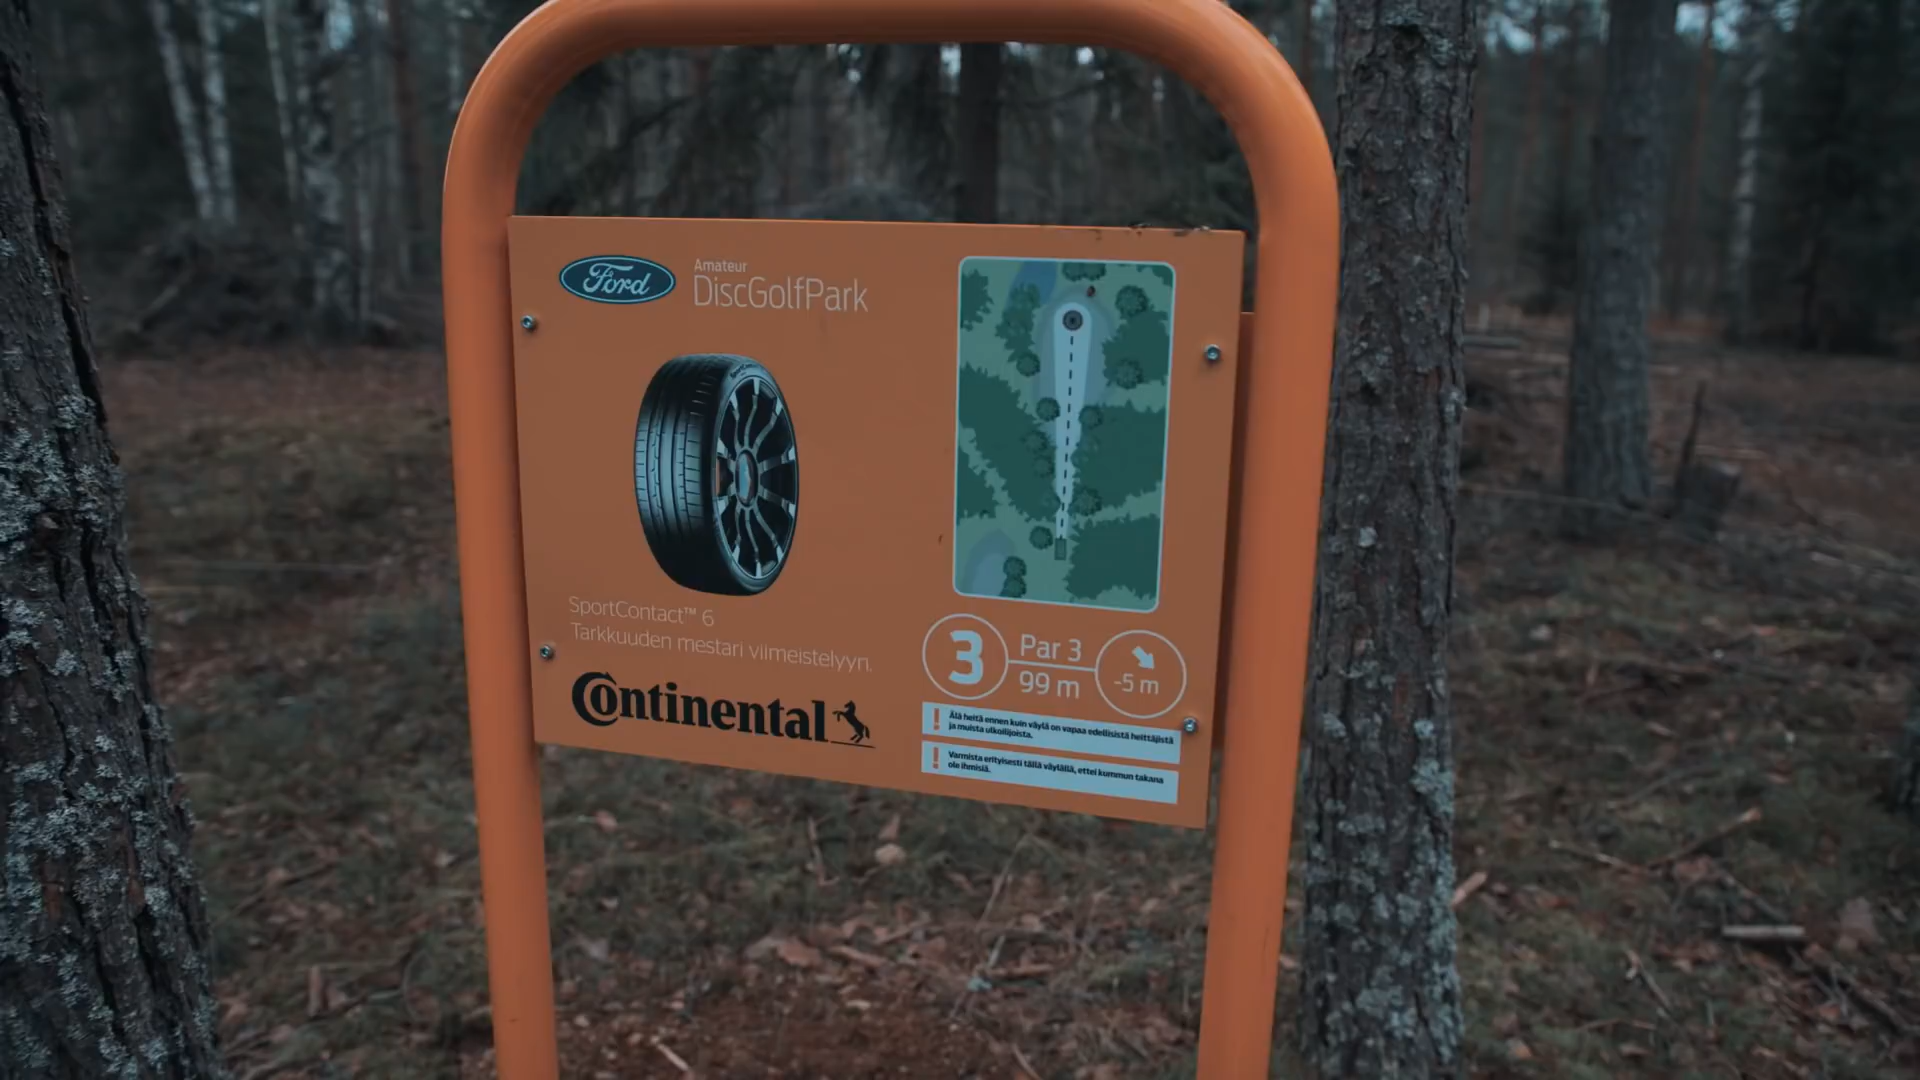 Ford
Amateur
DiscGolfPark
SportContact™ 6
Tarkkuuden mestari viimeistelyyn.
Continental
3
Par 3
99 m
-5 m
! Älä heitä ennen kuin väylä on vapaa edellisistä heittäjistä
ja muista ulkoilijoista.
! Varmista erityisesti tällä väylällä, ettei kummun takana
ole ihmisiä.